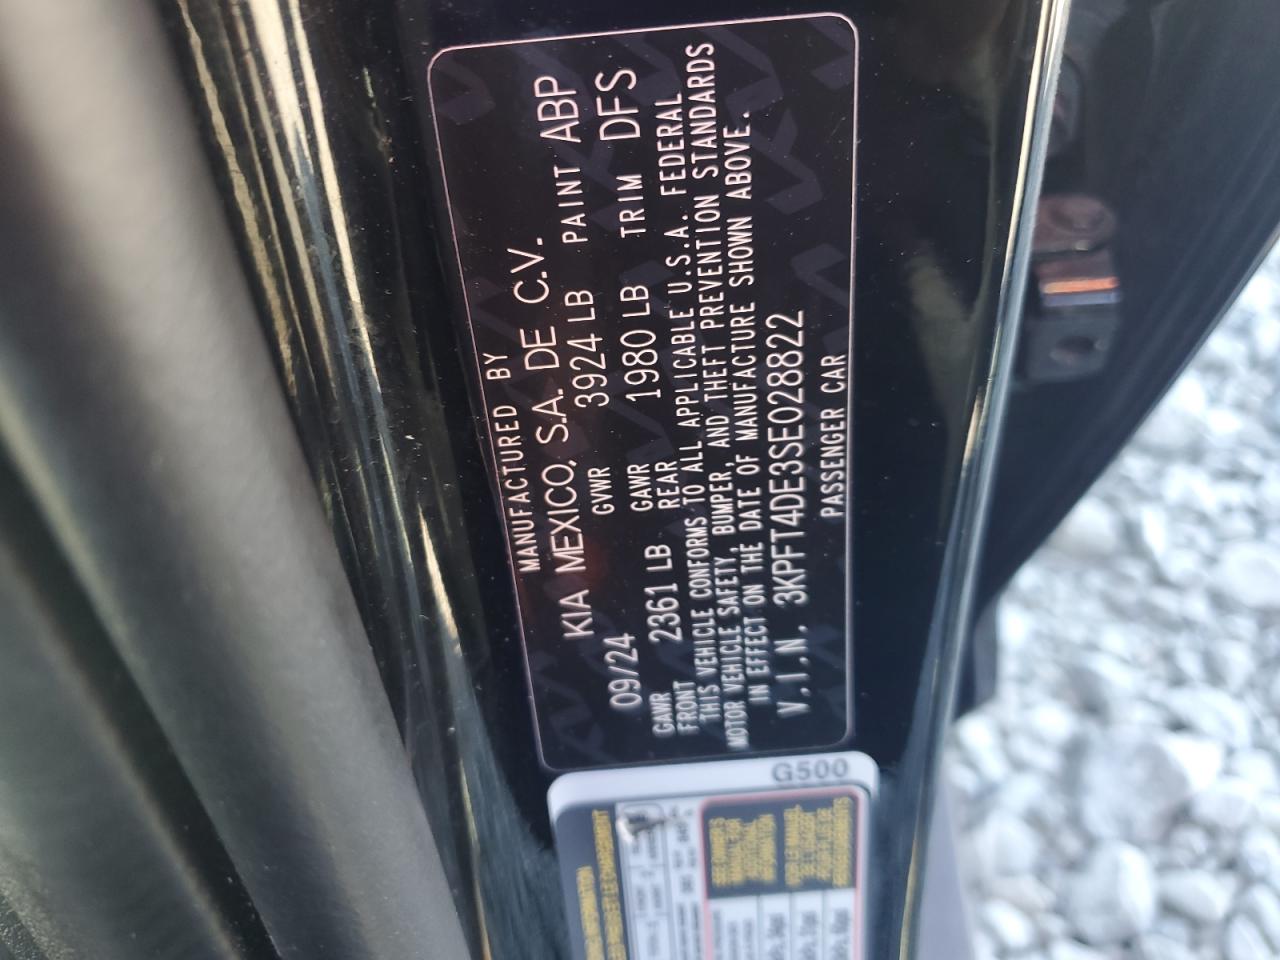 MANUFACTURED BY
KIA MEXICO, S.A. DE C.V.
09/24 GVWR 3924 LB PAINT ABP
GAWR FRONT 2361 LB GAWR REAR 1980 LB TRIM DFS
THIS VEHICLE CONFORMS TO ALL APPLICABLE U.S.A. FEDERAL
MOTOR VEHICLE SAFETY, BUMPER, AND THEFT PREVENTION STANDARDS
IN EFFECT ON THE DATE OF MANUFACTURE SHOWN ABOVE.
V.I.N. 3KPFT4DE3SE028822
PASSENGER CAR
G500